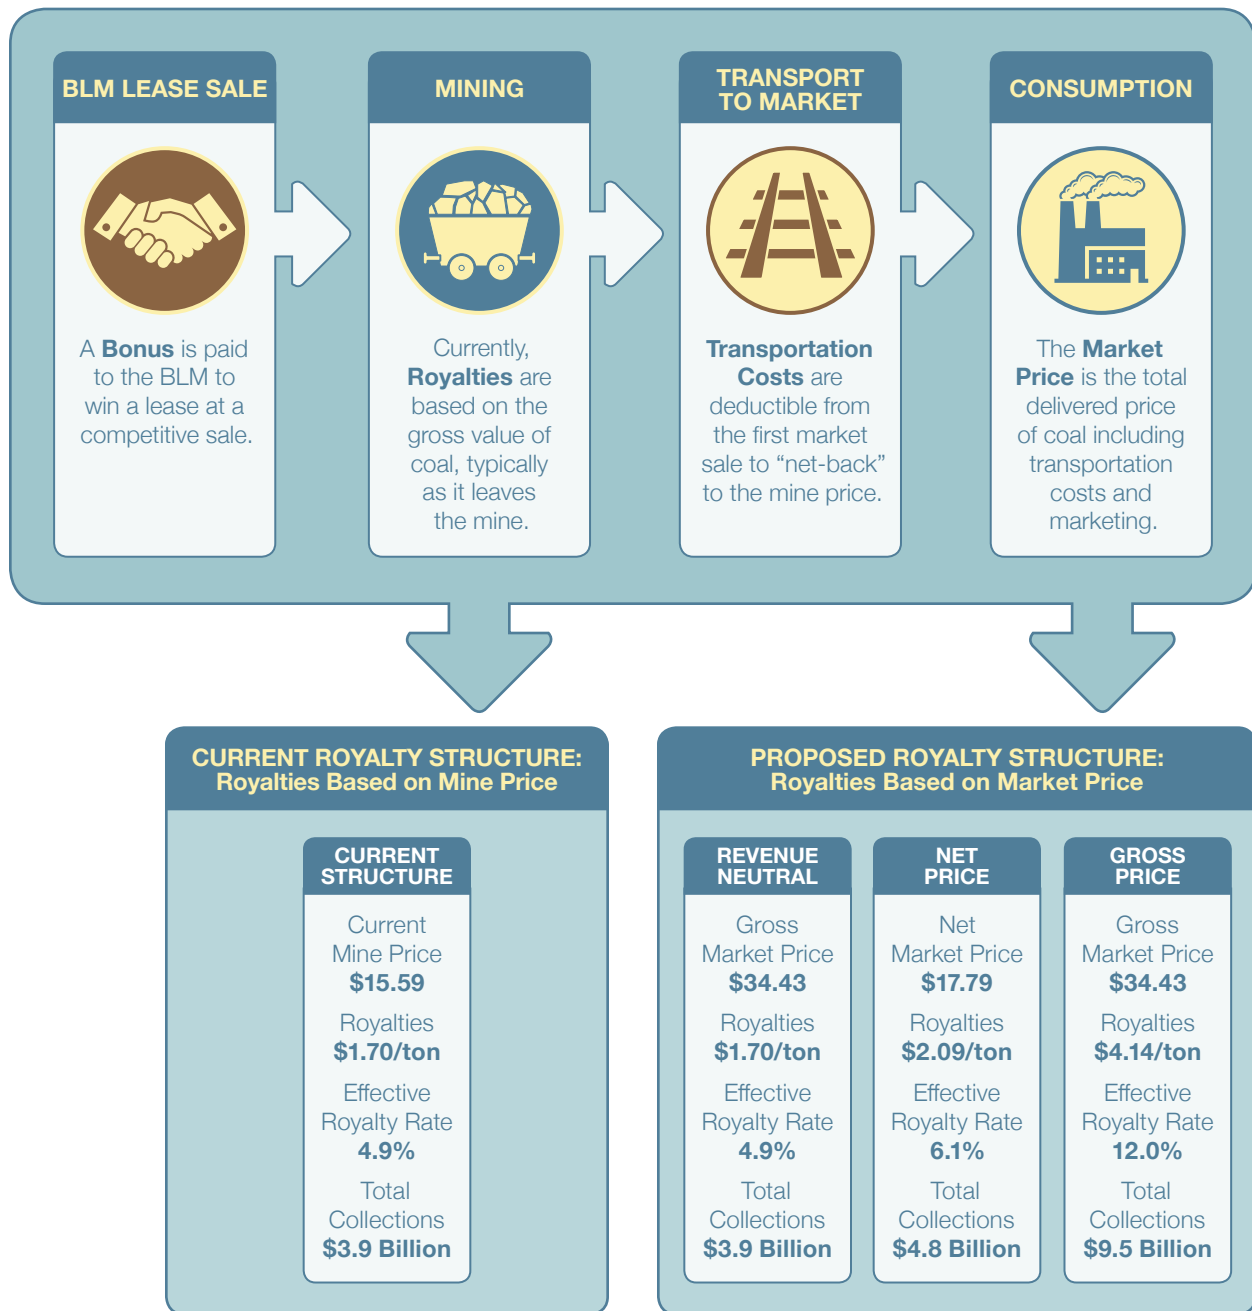 BLM LEASE SALE
A Bonus is paid
to the BLM to
win a lease at a
competitive sale.
MINING
Currently,
Royalties are
based on the
gross value of
coal, typically
as it leaves
the mine.
TRANSPORT
TO MARKET
Transportation
Costs are
deductible from
the first market
sale to “net-back”
to the mine price.
CONSUMPTION
The Market
Price is the total
delivered price
of coal including
transportation
costs and
marketing.
CURRENT ROYALTY STRUCTURE:
Royalties Based on Mine Price
CURRENT
STRUCTURE
Current
Mine Price
$15.59
Royalties
$1.70/ton
Effective
Royalty Rate
4.9%
Total
Collections
$3.9 Billion
PROPOSED ROYALTY STRUCTURE:
Royalties Based on Market Price
REVENUE
NEUTRAL
Gross
Market Price
$34.43
Royalties
$1.70/ton
Effective
Royalty Rate
4.9%
Total
Collections
$3.9 Billion
NET
PRICE
Net
Market Price
$17.79
Royalties
$2.09/ton
Effective
Royalty Rate
6.1%
Total
Collections
$4.8 Billion
GROSS
PRICE
Gross
Market Price
$34.43
Royalties
$4.14/ton
Effective
Royalty Rate
12.0%
Total
Collections
$9.5 Billion